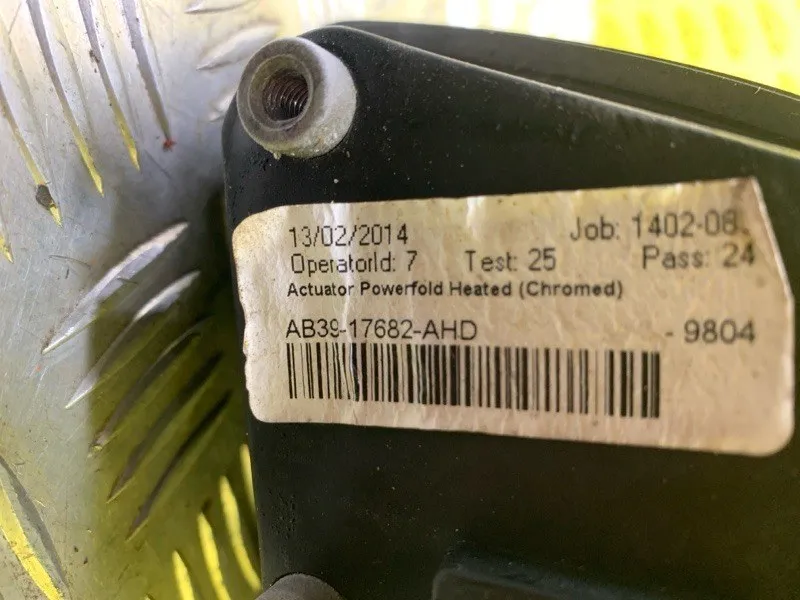 13/02/2014 Job: 1402-08
OperatorId: 7 Test: 25 Pass: 24
Actuator Powerfold Heated (Chromed)
AB39-17682-AHD - 9804